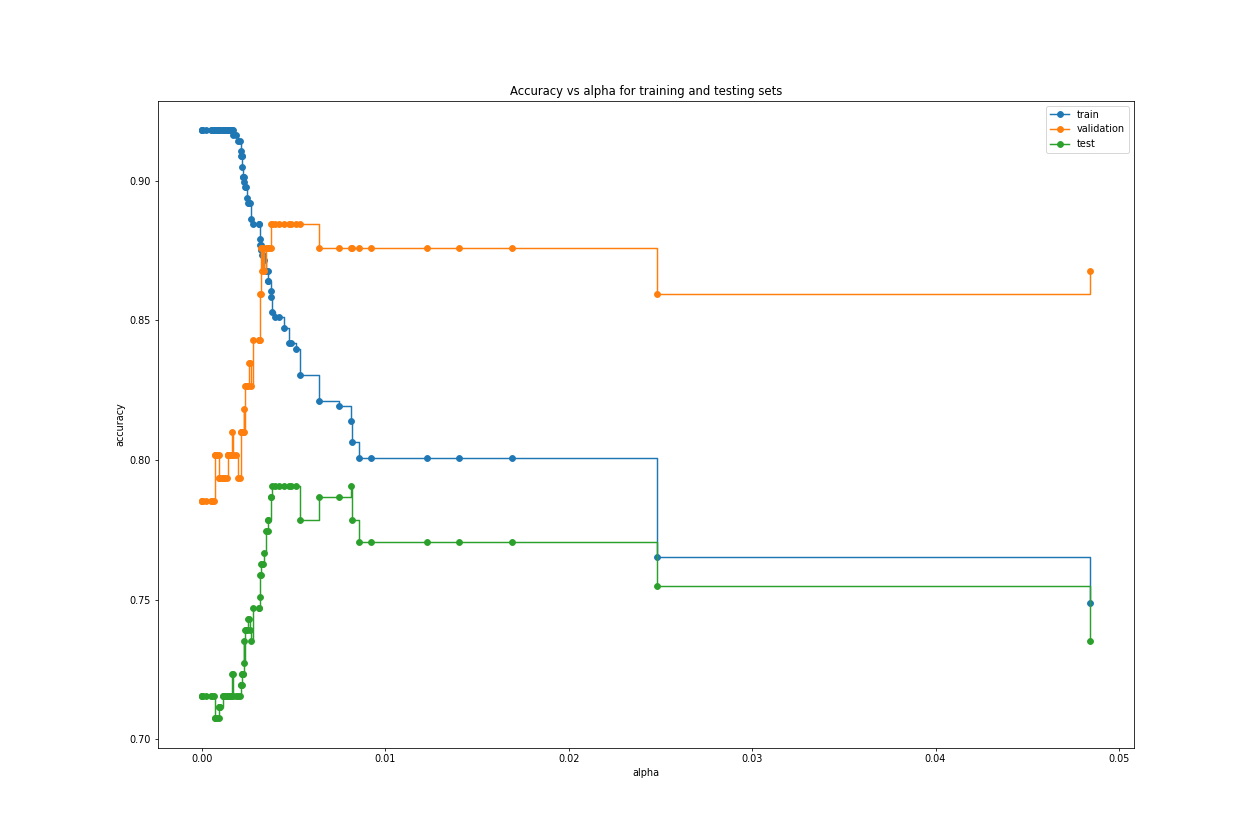 Accuracy vs alpha for training and testing sets
train
validation
test
0.90
0.85
0.80
0.75
0.70
accuracy
0.00 0.01 0.02 0.03 0.04 0.05
alpha